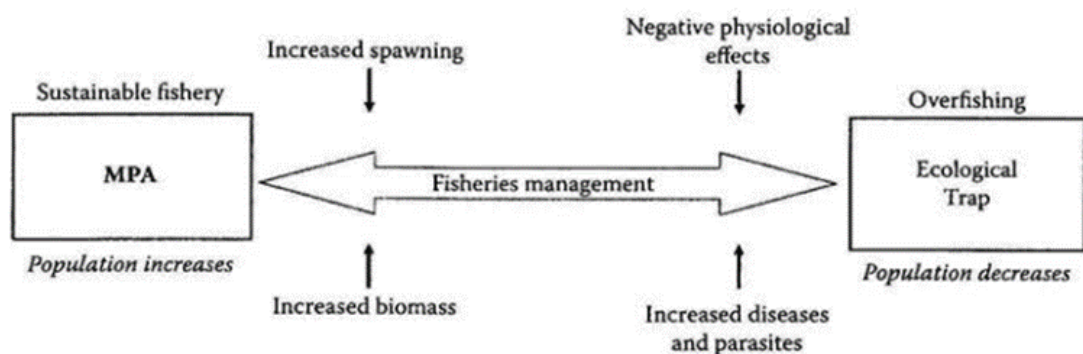 Increased spawning
Negative physiological
effects
Sustainable fishery
Overfishing
MPA
Fisheries management
Ecological
Trap
Population increases
Population decreases
Increased biomass
Increased diseases
and parasites